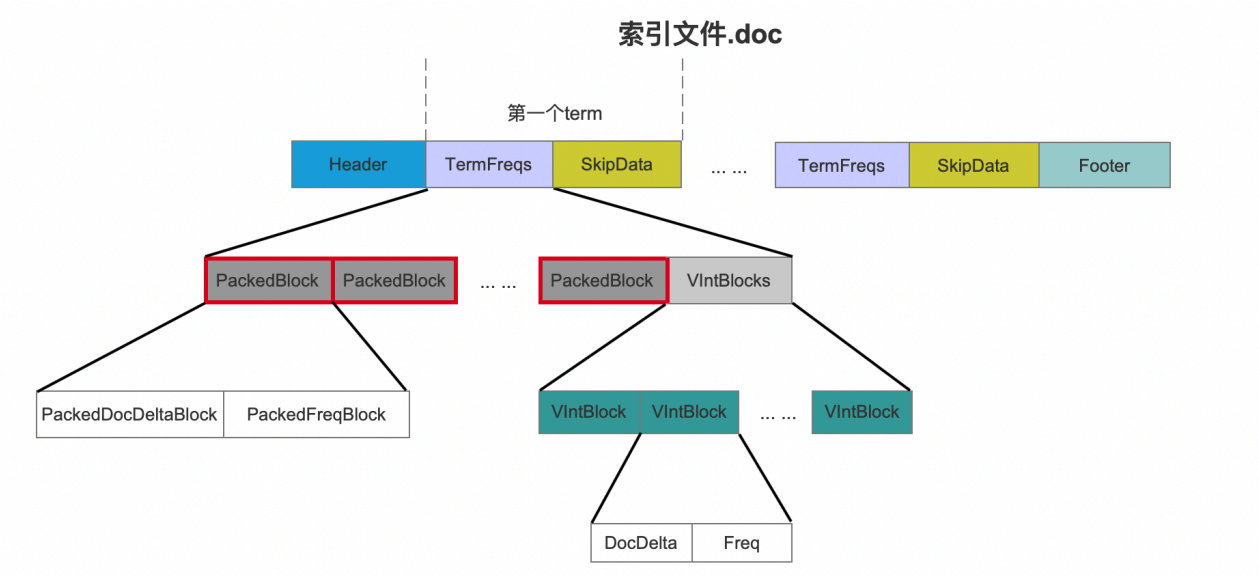 索引文件.doc
第一个term
Header TermFreqs SkipData ... ... TermFreqs SkipData Footer
PackedBlock PackedBlock ... ... PackedBlock VIntBlocks
PackedDocDeltaBlock PackedFreqBlock VIntBlock VIntBlock ... ... VIntBlock
DocDelta Freq